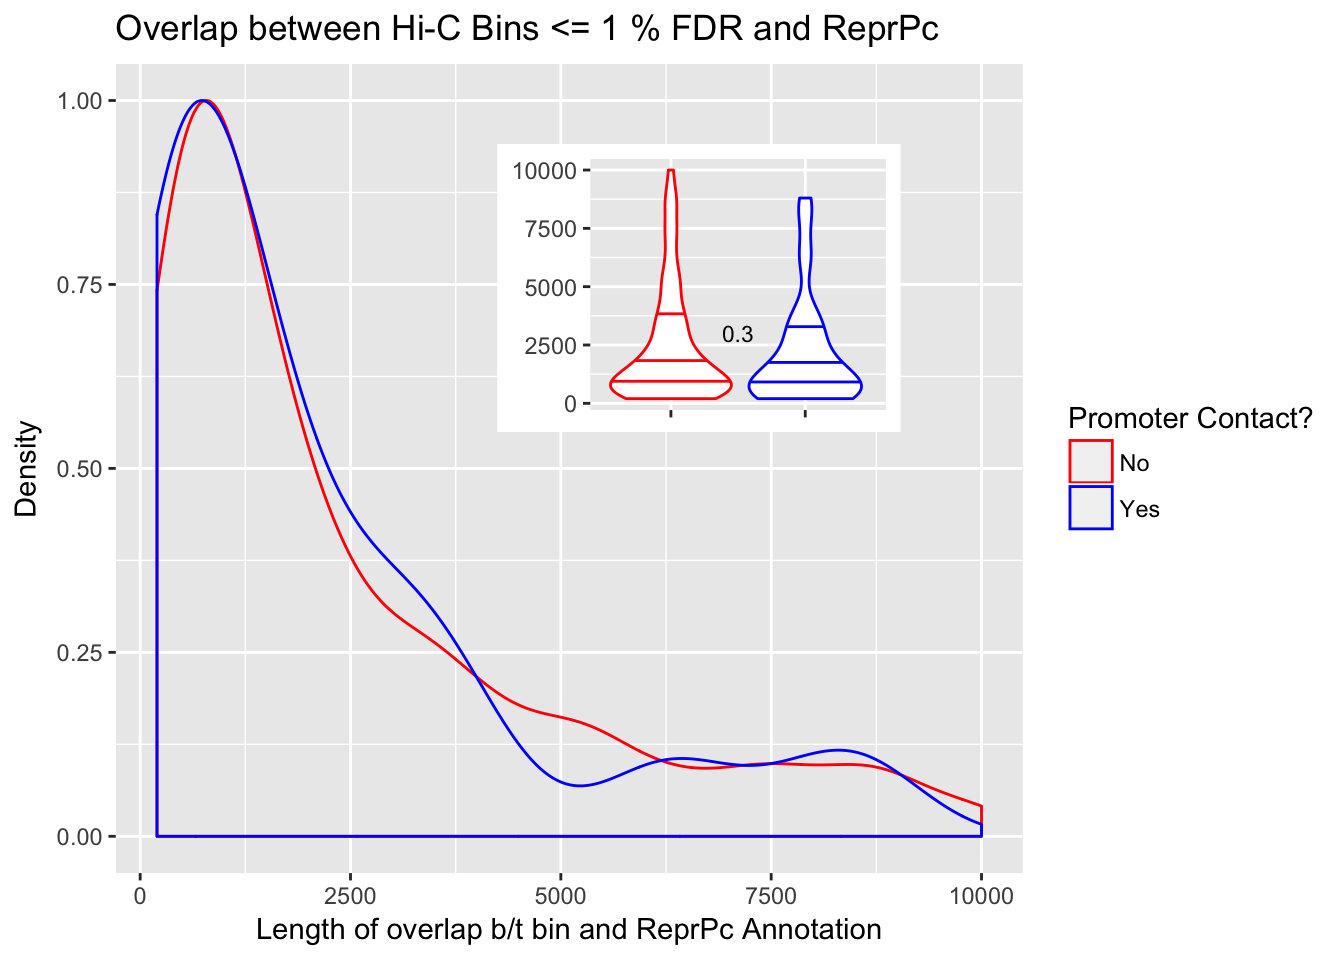 Overlap between Hi-C Bins <= 1 % FDR and ReprPc
1.00
0.75
0.50
0.25
0.00
Density
10000
7500
5000
2500
0
0.3
Promoter Contact?
No
Yes
0 2500 5000 7500 10000
Length of overlap b/t bin and ReprPc Annotation